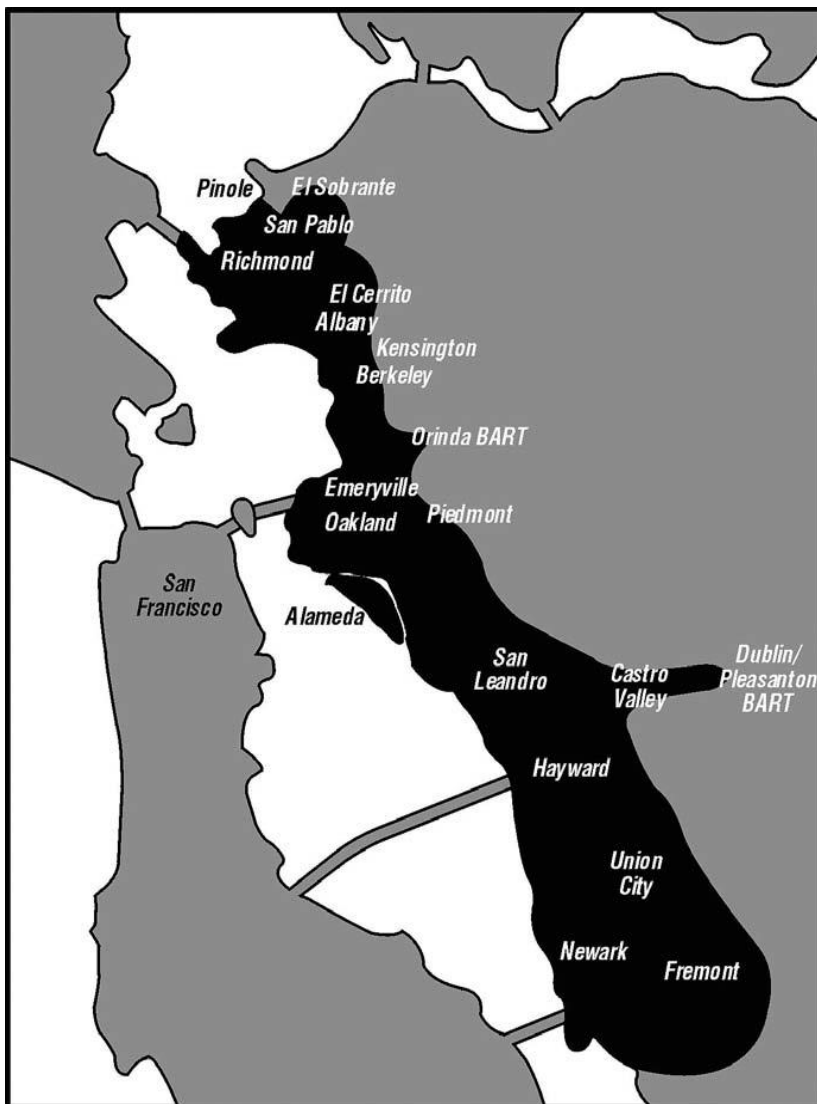 Pinole
El Sobrante
San Pablo
Richmond
El Cerrito
Albany
Kensington
Berkeley
Orinda BART
Emeryville
Oakland
Piedmont
San
Francisco
Alameda
San
Leandro
Castro
Valley
Dublin/
Pleasanton
BART
Hayward
Union
City
Newark
Fremont